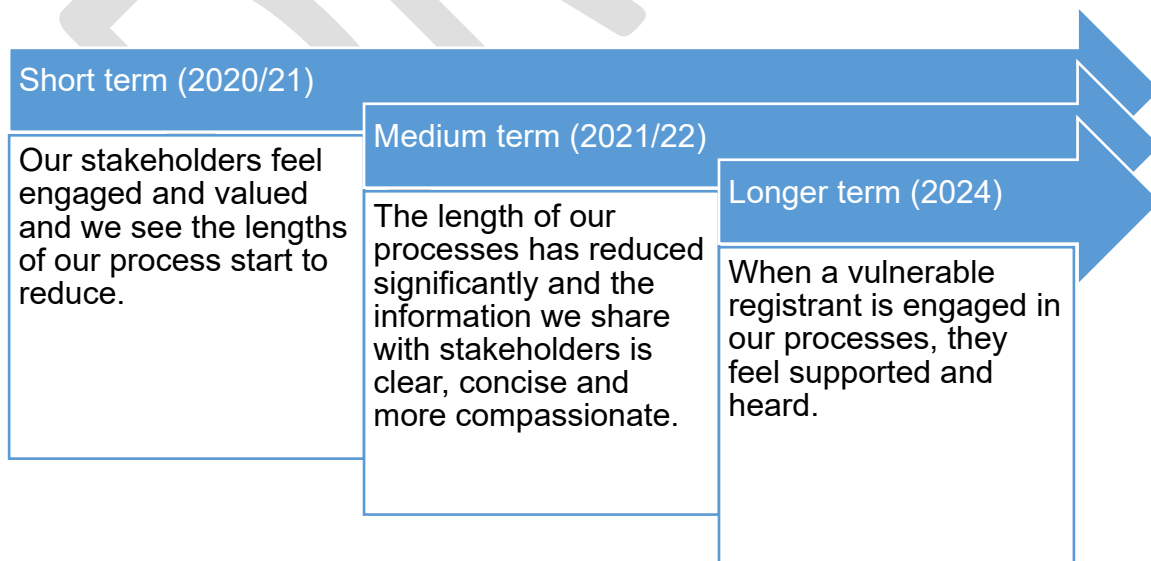 Short term (2020/21)
Our stakeholders feel
engaged and valued
and we see the lengths
of our process start to
reduce.
Medium term (2021/22)
The length of our
processes has reduced
significantly and the
information we share
with stakeholders is
clear, concise and
more compassionate.
Longer term (2024)
When a vulnerable
registrant is engaged in
our processes, they
feel supported and
heard.